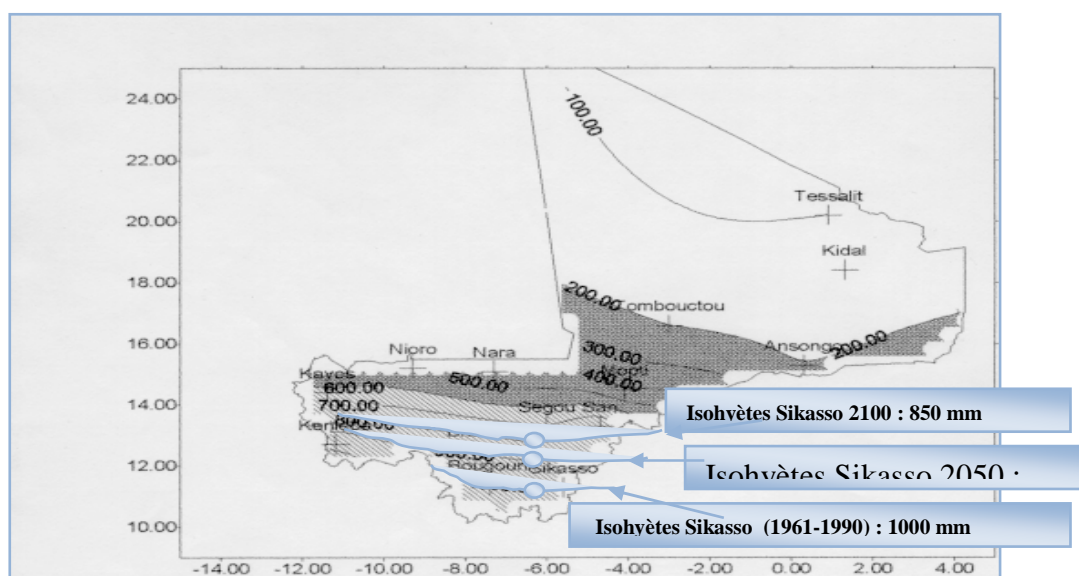 24.00
22.00
20.00
18.00
16.00
14.00
12.00
10.00
-14.00 -12.00 -10.00 -8.00 -6.00 -4.00 -2.00 0.00 2.00 4.00
100.00
Tessalit
Kidal
200.00
Tombouctou
300.00
Ansongo
200.00
Nioro
Nara
Kayes
600.00
500.00
400.00
Mopti
700.00
Segou San
Sikasso
Isohyètes Sikasso 2100 : 850 mm
Isohyètes Sikasso 2050 :
Isohyètes Sikasso (1961-1990) : 1000 mm